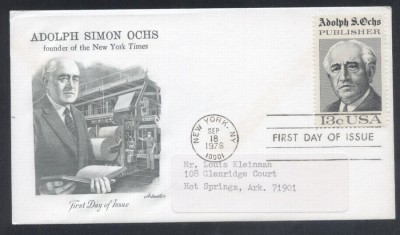 ADOLPH SIMON OCHS
founder of the New York Times
First Day of Issue
Adolph S. Ochs
PUBLISHER
13c USA
NEW YORK, NY
SEP
18
1976
10001
FIRST DAY OF ISSUE
Mr. Louis Kleinman
108 Glenridge Court
Hot Springs, Ark. 71901